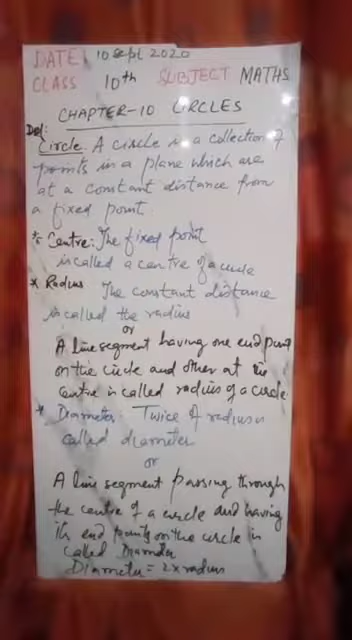 DATE 10 Sept 2020
CLASS 10th SUBJECT MATHS
CHAPTER-10 CIRCLES
Def:
Circle. A circle is a collection of
points in a plane which are
at a constant distance from
a fixed point.
* Centre: The fixed point
is called a centre of a circle
* Radius The constant distance
is called the radius
or
A line segment having one end point
on the circle and other at the
centre is called radius of a circle
* Diameter Twice of radius is
called diameter
or
A line segment passing through
the centre of a circle and having
its end points on the circle is
called Diameter
Diameter = 2 x radius